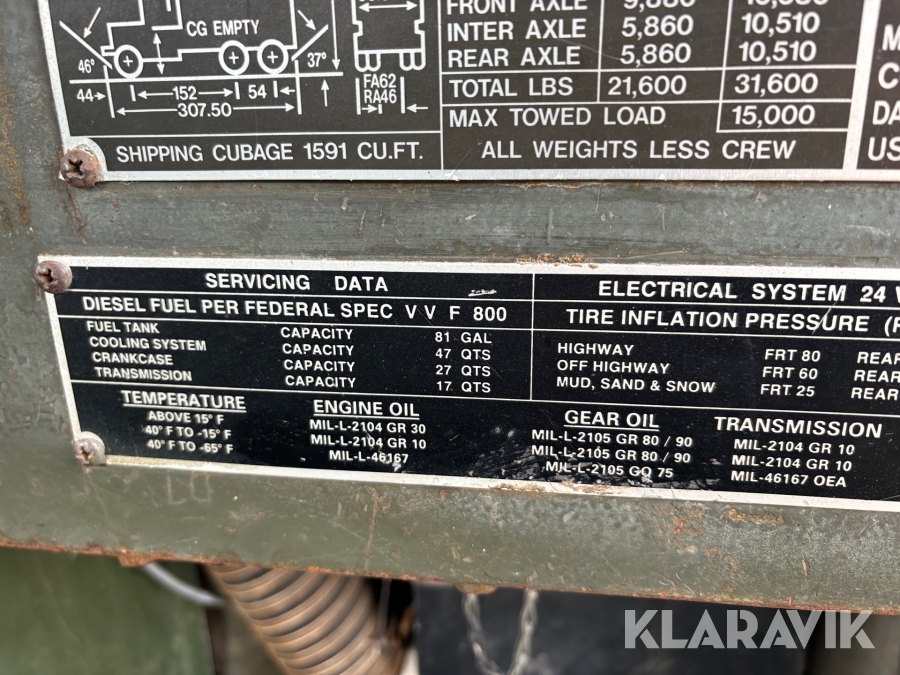 FRONT AXLE 9,880
INTER AXLE 5,860 10,510
REAR AXLE 5,860 10,510
TOTAL LBS 21,600 31,600
MAX TOWED LOAD 15,000
ALL WEIGHTS LESS CREW
CG EMPTY
46° 37°
44 152 54
307.50
FA62
RA46
SHIPPING CUBAGE 1591 CU.FT.
M
C
DA
US
SERVICING DATA
DIESEL FUEL PER FEDERAL SPEC V V F 800
FUEL TANK CAPACITY 81 GAL
COOLING SYSTEM CAPACITY 47 QTS
CRANKCASE CAPACITY 27 QTS
TRANSMISSION CAPACITY 17 QTS
ELECTRICAL SYSTEM 24 V
TIRE INFLATION PRESSURE (P
HIGHWAY FRT 80 REAR
OFF HIGHWAY FRT 60 REAR
MUD, SAND & SNOW FRT 25 REAR
TEMPERATURE ENGINE OIL GEAR OIL TRANSMISSION
ABOVE 15° F MIL-L-2104 GR 30 MIL-L-2105 GR 80 / 90 MIL-2104 GR 10
40° F TO -15° F MIL-L-2104 GR 10 MIL-L-2105 GR 80 / 90 MIL-2104 GR 10
40° F TO -65° F MIL-L-46167 MIL-L-2105 GO 75 MIL-46167 OEA
KLARAVIK